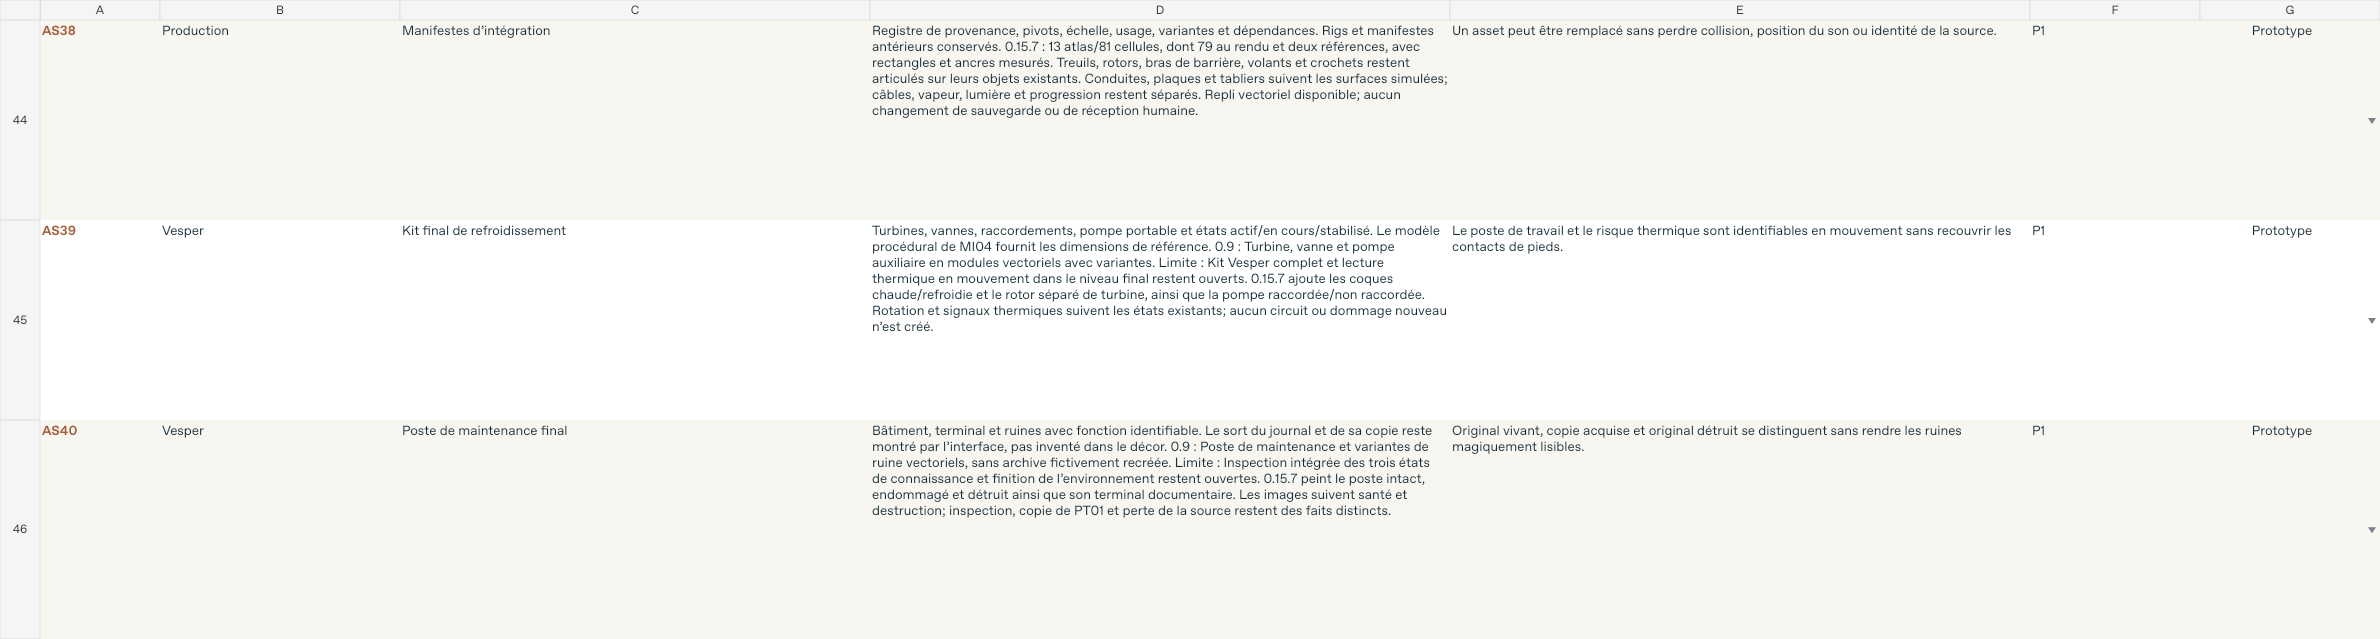 A B C D E F G
44
AS38
Production
Manifestes d’intégration
Registre de provenance, pivots, échelle, usage, variantes et dépendances. Rigs et manifestes
antérieurs conservés. 0.15.7 : 13 atlas/81 cellules, dont 79 au rendu et deux références, avec
rectangles et ancres mesurés. Treuils, rotors, bras de barrière, volants et crochets restent
articulés sur leurs objets existants. Conduites, plaques et tabliers suivent les surfaces simulées;
câbles, vapeur, lumière et progression restent séparés. Repli vectoriel disponible; aucun
changement de sauvegarde ou de réception humaine.
Un asset peut être remplacé sans perdre collision, position du son ou identité de la source.
P1
Prototype
45
AS39
Vesper
Kit final de refroidissement
Turbines, vannes, raccordements, pompe portable et états actif/en cours/stabilisé. Le modèle
procédural de MI04 fournit les dimensions de référence. 0.9 : Turbine, vanne et pompe
auxiliaire en modules vectoriels avec variantes. Limite : Kit Vesper complet et lecture
thermique en mouvement dans le niveau final restent ouverts. 0.15.7 ajoute les coques
chaude/refroidie et le rotor séparé de turbine, ainsi que la pompe raccordée/non raccordée.
Rotation et signaux thermiques suivent les états existants; aucun circuit ou dommage nouveau
n’est créé.
Le poste de travail et le risque thermique sont identifiables en mouvement sans recouvrir les
contacts de pieds.
P1
Prototype
46
AS40
Vesper
Poste de maintenance final
Bâtiment, terminal et ruines avec fonction identifiable. Le sort du journal et de sa copie reste
montré par l’interface, pas inventé dans le décor. 0.9 : Poste de maintenance et variantes de
ruine vectoriels, sans archive fictivement recréée. Limite : Inspection intégrée des trois états
de connaissance et finition de l’environnement restent ouvertes. 0.15.7 peint le poste intact,
endommagé et détruit ainsi que son terminal documentaire. Les images suivent santé et
destruction; inspection, copie de PT01 et perte de la source restent des faits distincts.
Original vivant, copie acquise et original détruit se distinguent sans rendre les ruines
magiquement lisibles.
P1
Prototype